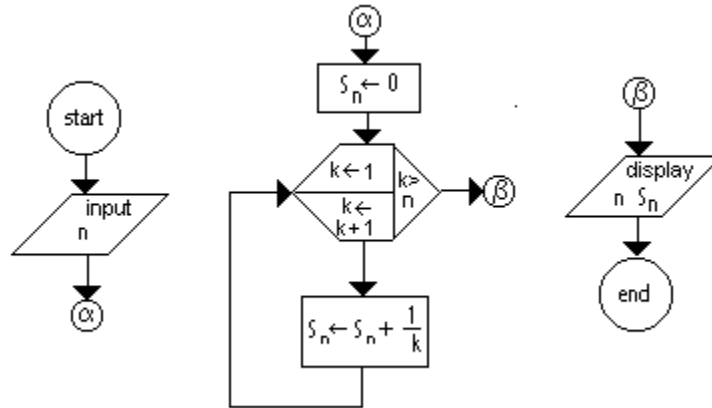 start
input
n
α
α
Sₙ ← 0
k ← 1
k ←
k + 1
k >
n
β
Sₙ ← Sₙ + 1/k
β
display
n Sₙ
end